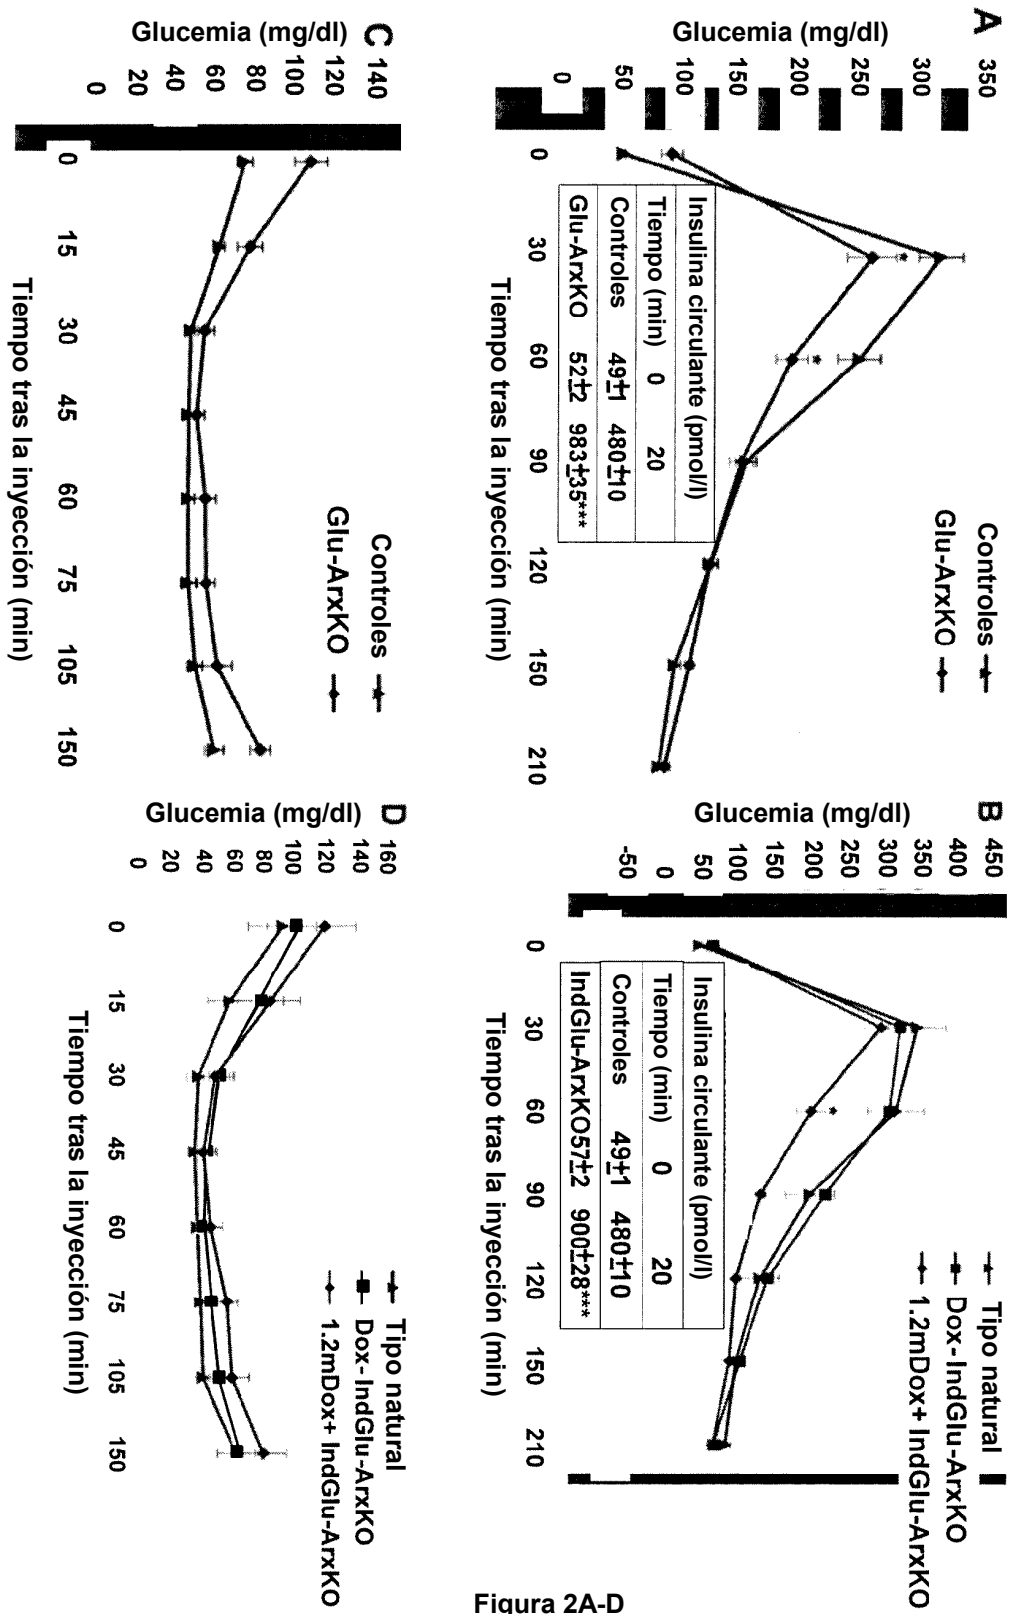 A
Glucemia (mg/dl)
350
300
250
200
150
100
50
0
0 30 60 90 120 150 210
Tiempo tras la inyección (min)
Controles
Glu-ArxKO
*
*
Insulina circulante (pmol/l)
Tiempo (min) 0 20
Controles 49±1 480±10
Glu-ArxKO 52±2 983±35***
B
Glucemia (mg/dl)
450
400
350
300
250
200
150
100
50
0
-50
0 30 60 90 120 150 210
Tiempo tras la inyección (min)
Tipo natural
Dox-IndGlu-ArxKO
1.2mDox+ IndGlu-ArxKO
*
Insulina circulante (pmol/l)
Tiempo (min) 0 20
Controles 49±1 480±10
IndGlu-ArxKO57±2 900±28***
C
Glucemia (mg/dl)
140
120
100
80
60
40
20
0
0 15 30 45 60 75 105 150
Tiempo tras la inyección (min)
Controles
Glu-ArxKO
D
Glucemia (mg/dl)
160
140
120
100
80
60
40
20
0
0 15 30 45 60 75 105 150
Tiempo tras la inyección (min)
Tipo natural
Dox-IndGlu-ArxKO
1.2mDox+ IndGlu-ArxKO
Figura 2A-D